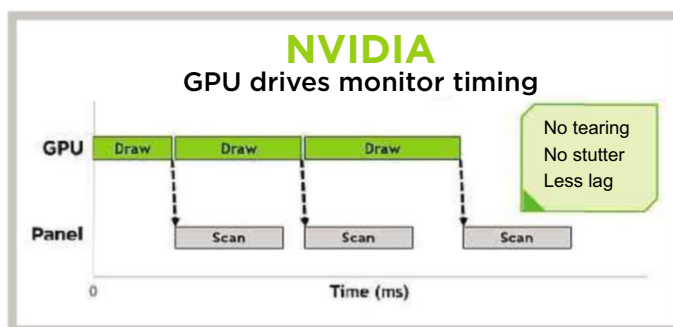 NVIDIA
GPU drives monitor timing
No tearing
No stutter
Less lag
GPU Draw Draw Draw
Panel Scan Scan Scan
0 Time (ms)